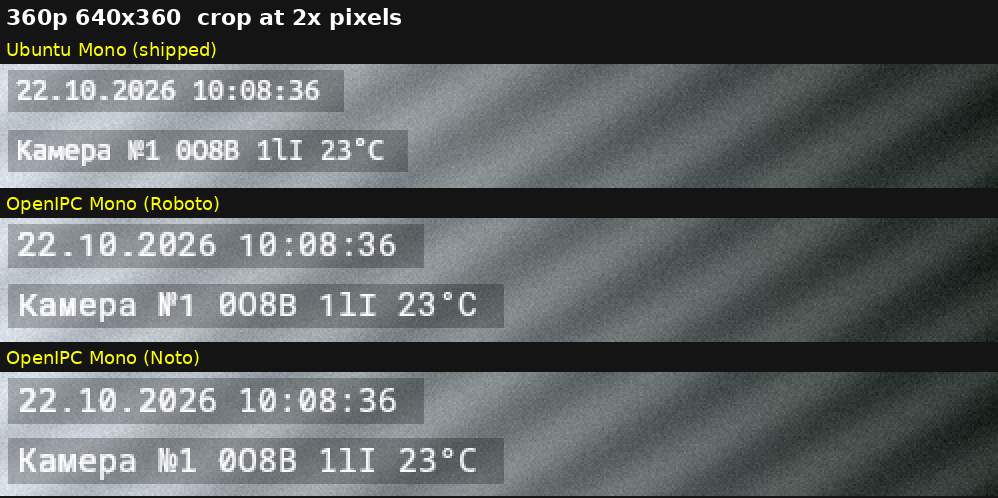 360p 640x360 crop at 2x pixels
Ubuntu Mono (shipped)
22.10.2026 10:08:36
Камера №1 0O8B 1lI 23°C
OpenIPC Mono (Roboto)
22.10.2026 10:08:36
Камера №1 0O8B 1lI 23°C
OpenIPC Mono (Noto)
22.10.2026 10:08:36
Камера №1 0O8B 1lI 23°C